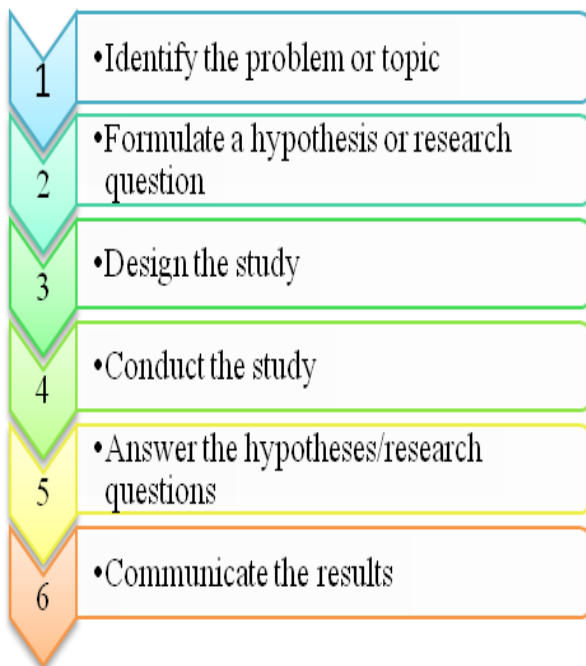 1
•Identify the problem or topic
2
•Formulate a hypothesis or research
question
3
•Design the study
4
•Conduct the study
5
•Answer the hypotheses/research
questions
6
•Communicate the results